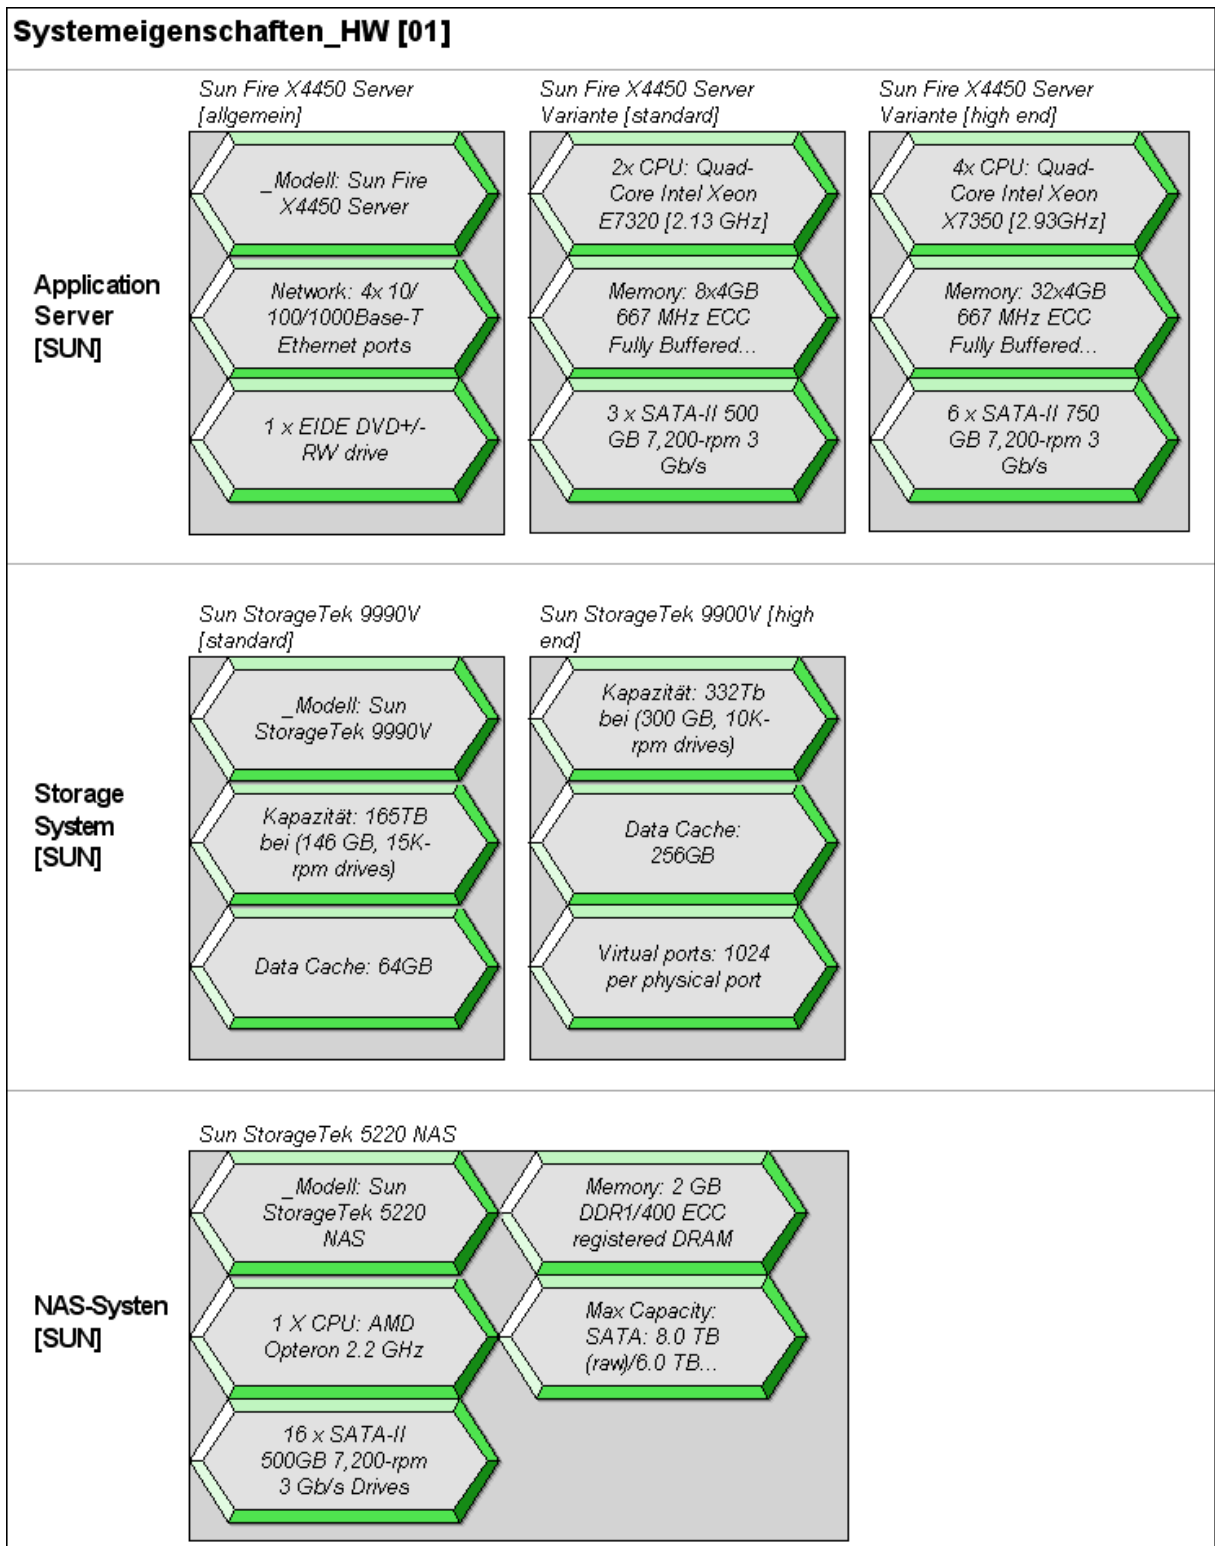 Systemeigenschaften_HW [01]
Application
Server
[SUN]
Sun Fire X4450 Server
[allgemein]
_Modell: Sun Fire
X4450 Server
Network: 4x 10/
100/1000Base-T
Ethernet ports
1 x EIDE DVD+/-
RW drive
Sun Fire X4450 Server
Variante [standard]
2x CPU: Quad-
Core Intel Xeon
E7320 [2.13 GHz]
Memory: 8x4GB
667 MHz ECC
Fully Buffered...
3 x SATA-II 500
GB 7,200-rpm 3
Gb/s
Sun Fire X4450 Server
Variante [high end]
4x CPU: Quad-
Core Intel Xeon
X7350 [2.93GHz]
Memory: 32x4GB
667 MHz ECC
Fully Buffered...
6 x SATA-II 750
GB 7,200-rpm 3
Gb/s
Storage
System
[SUN]
Sun StorageTek 9990V
[standard]
_Modell: Sun
StorageTek 9990V
Kapazität: 165TB
bei (146 GB, 15K-
rpm drives)
Data Cache: 64GB
Sun StorageTek 9900V [high
end]
Kapazität: 332Tb
bei (300 GB, 10K-
rpm drives)
Data Cache:
256GB
Virtual ports: 1024
per physical port
NAS-Systen
[SUN]
Sun StorageTek 5220 NAS
_Modell: Sun
StorageTek 5220
NAS
1 X CPU: AMD
Opteron 2.2 GHz
16 x SATA-II
500GB 7,200-rpm
3 Gb/s Drives
Memory: 2 GB
DDR1/400 ECC
registered DRAM
Max Capacity:
SATA: 8.0 TB
(raw)/6.0 TB...